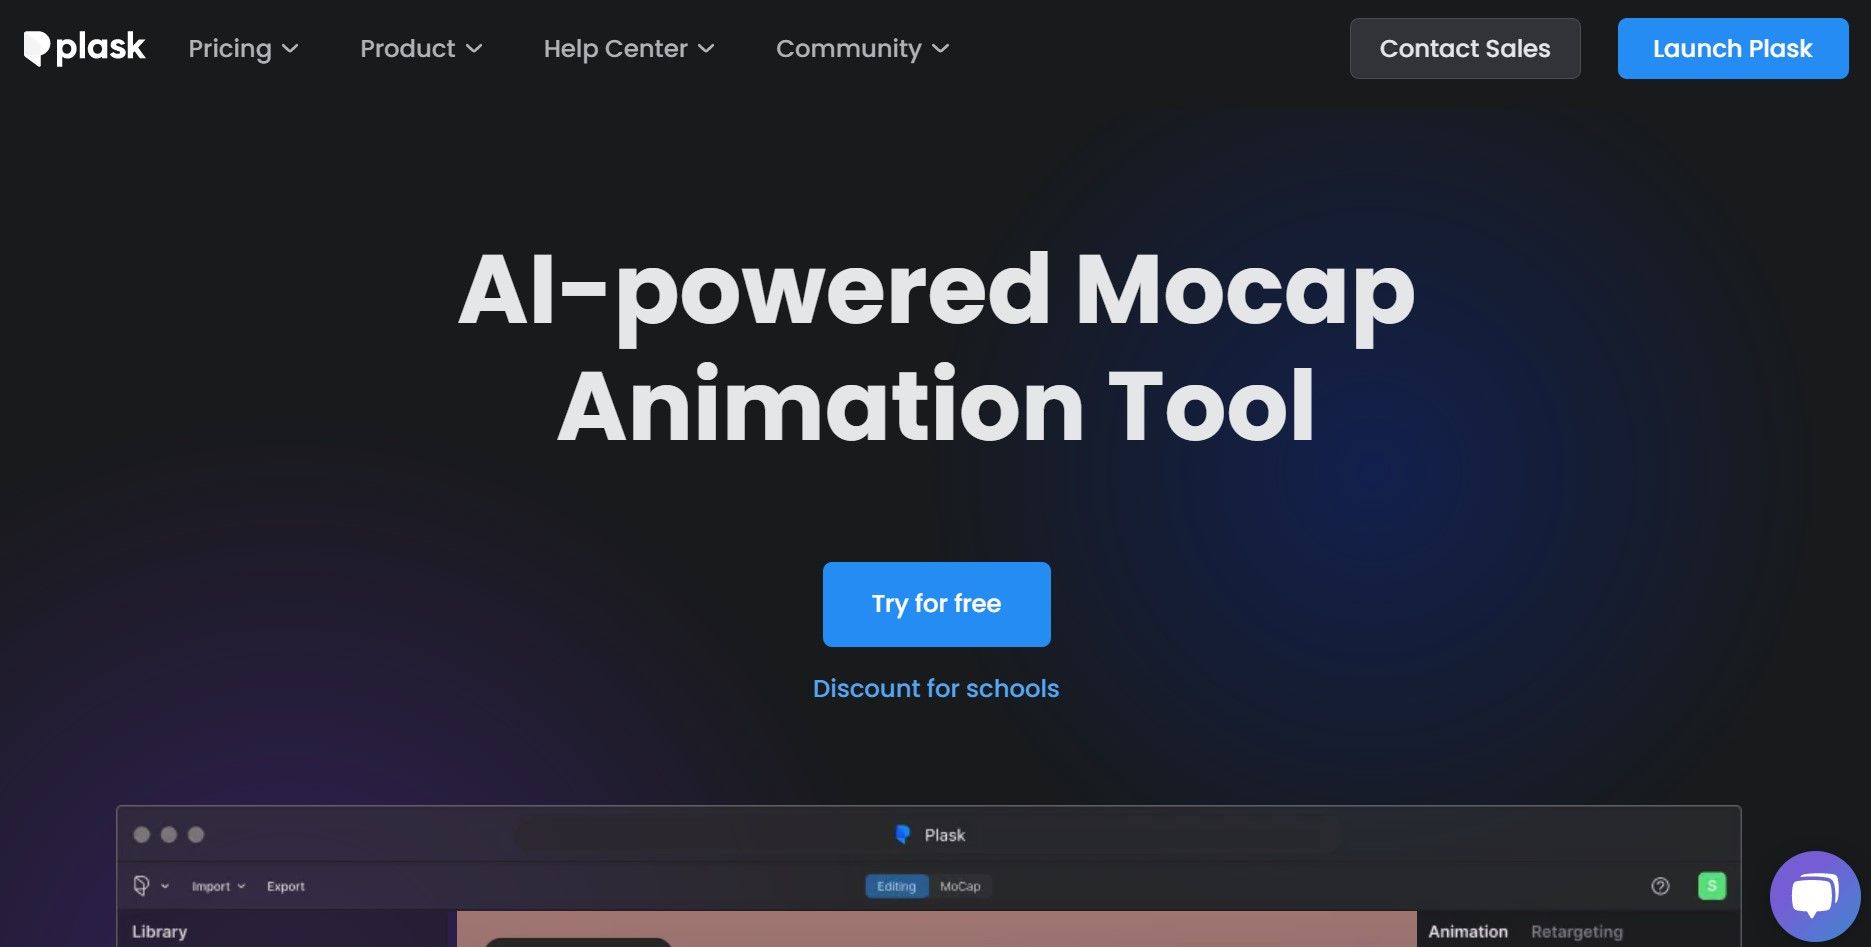 plask
Pricing
Product
Help Center
Community
Contact Sales
Launch Plask
AI-powered Mocap
Animation Tool
Try for free
Discount for schools
Plask
Import
Export
Editing
MoCap
S
Library
Animation
Retargeting